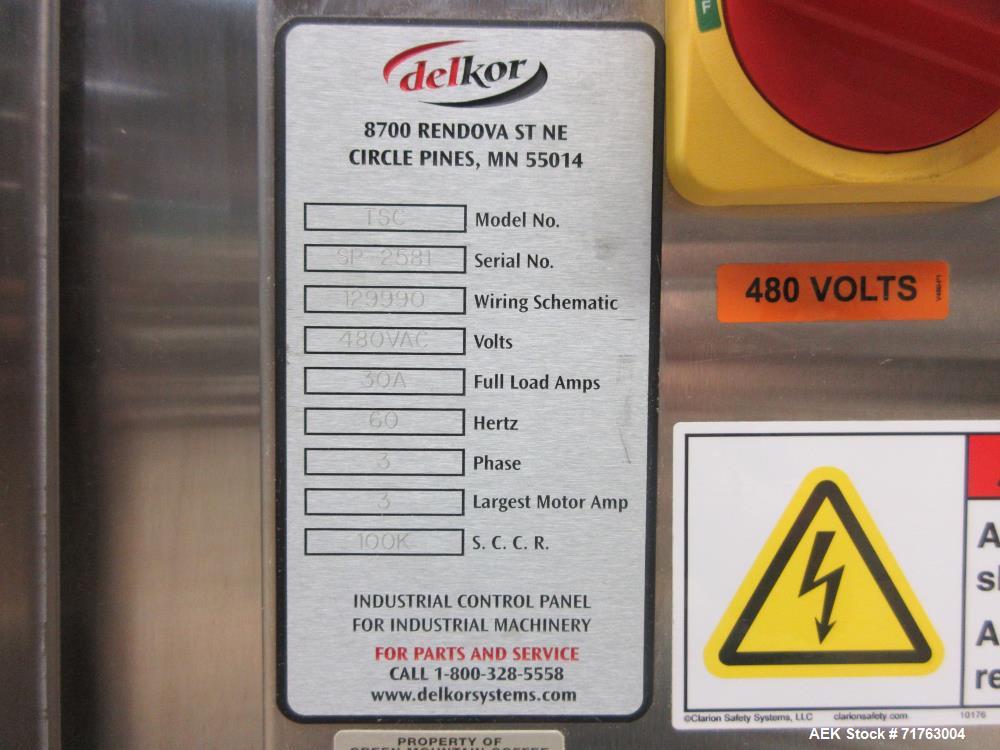 delkor
8700 RENDOVA ST NE
CIRCLE PINES, MN 55014
TSC Model No.
SP 2581 Serial No.
129990 Wiring Schematic
480VAC Volts
30A Full Load Amps
60 Hertz
3 Phase
3 Largest Motor Amp
100K S. C. C. R.
INDUSTRIAL CONTROL PANEL
FOR INDUSTRIAL MACHINERY
FOR PARTS AND SERVICE
CALL 1-800-328-5558
www.delkorsystems.com
PROPERTY OF
GREEN MOUNTAIN COFFEE
F
480 VOLTS
©Clarion Safety Systems, LLC clarionsafety.com 10176
AEK Stock #71763004